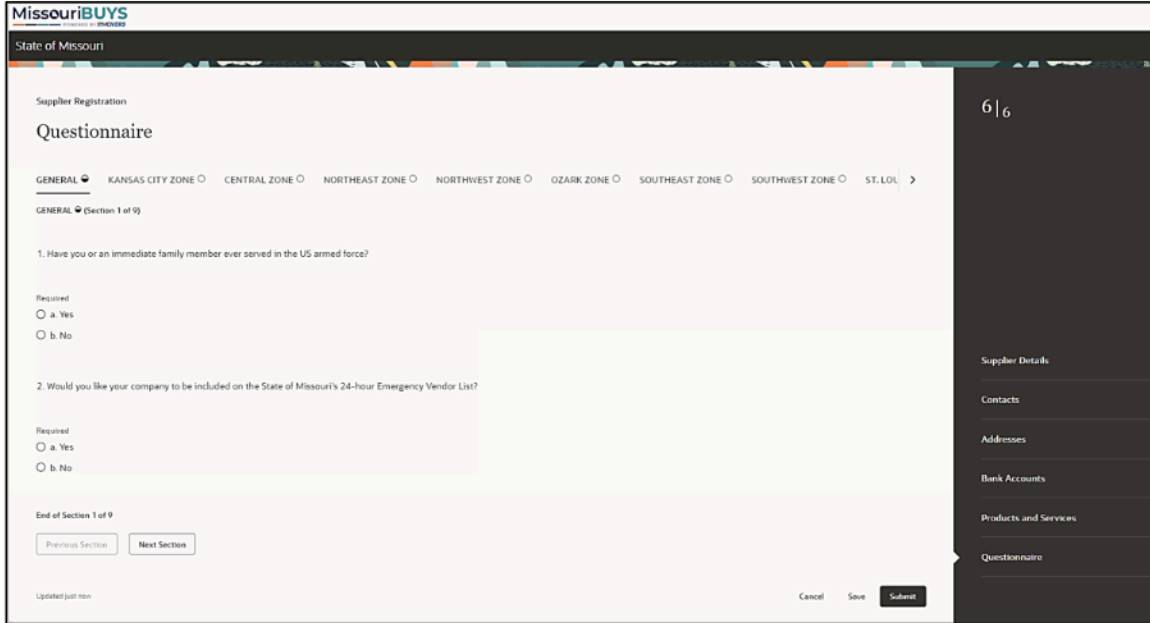 MissouriBUYS
POWERED BY MOVERS
State of Missouri
Supplier Registration
6|6
Questionnaire
GENERAL KANSAS CITY ZONE CENTRAL ZONE NORTHEAST ZONE NORTHWEST ZONE OZARK ZONE SOUTHEAST ZONE SOUTHWEST ZONE ST. LOU
GENERAL (Section 1 of 9)
1. Have you or an immediate family member ever served in the US armed force?
Required
a. Yes
b. No
2. Would you like your company to be included on the State of Missouri's 24-hour Emergency Vendor List?
Required
a. Yes
b. No
End of Section 1 of 9
Previous Section Next Section
Updated just now
Cancel Save Submit
Supplier Details
Contacts
Addresses
Bank Accounts
Products and Services
Questionnaire